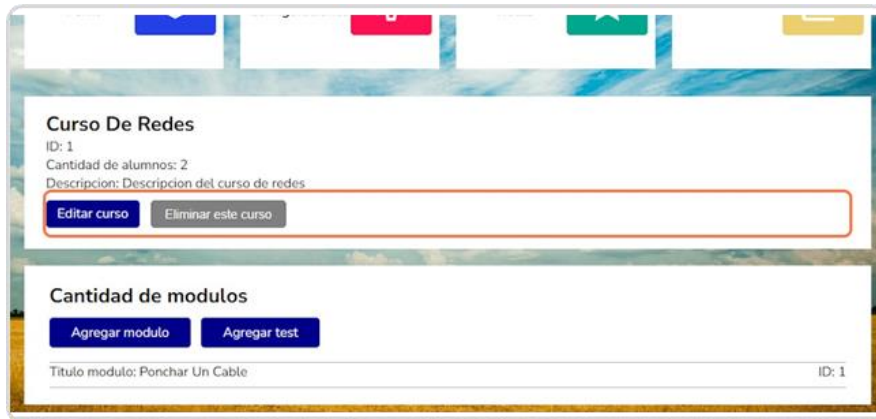 Curso De Redes
ID: 1
Cantidad de alumnos: 2
Descripcion: Descripcion del curso de redes
Editar curso Eliminar este curso
Cantidad de modulos
Agregar modulo Agregar test
Titulo modulo: Ponchar Un Cable ID: 1